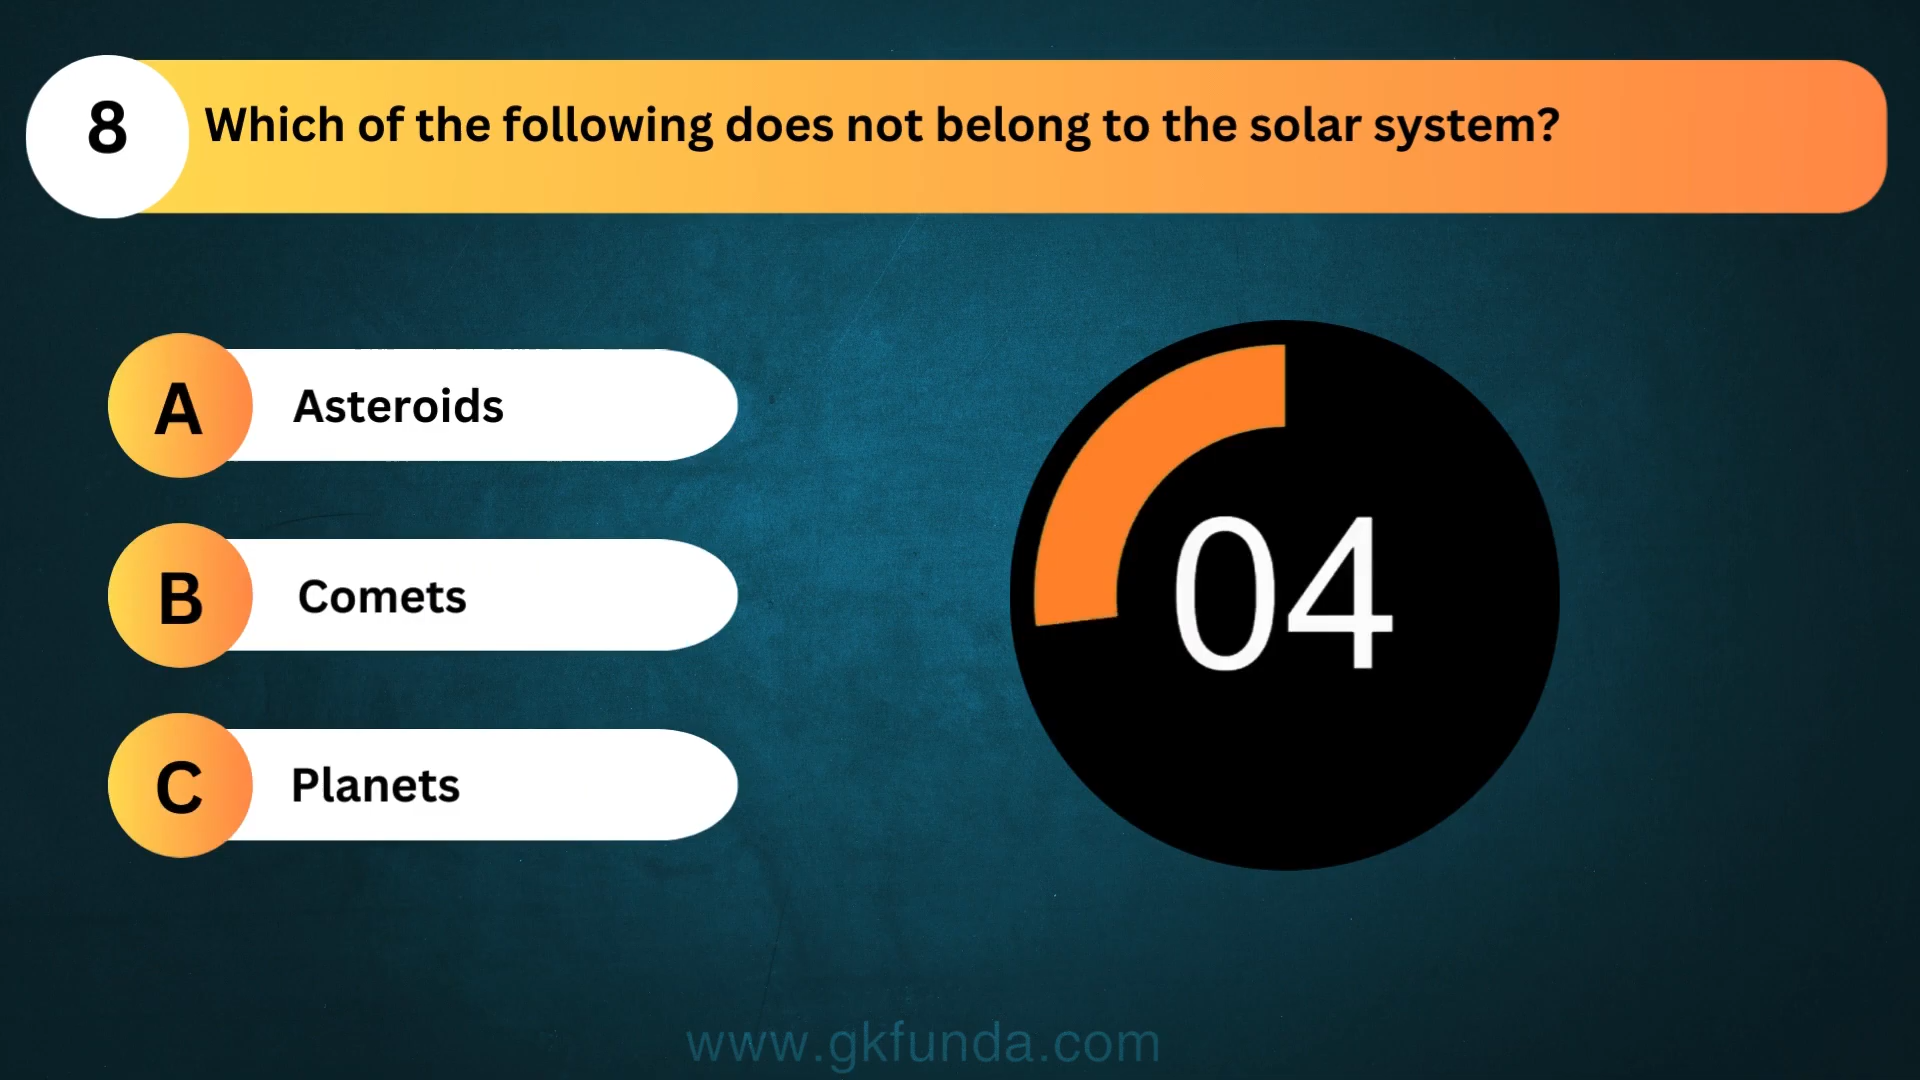 8
Which of the following does not belong to the solar system?
A
Asteroids
B
Comets
C
Planets
04
www.gkfunda.com